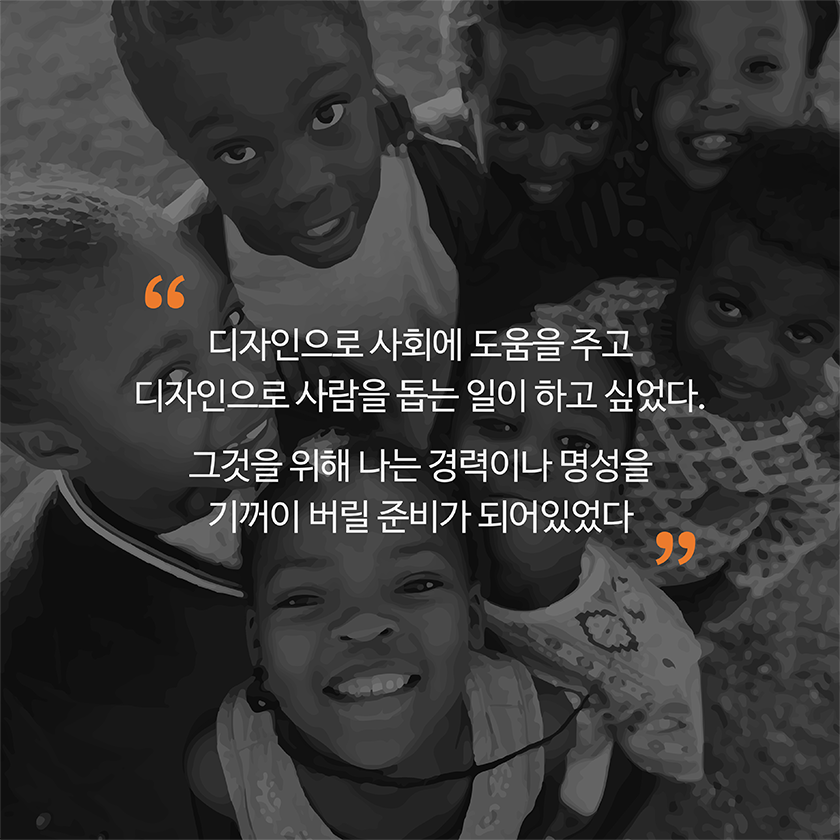 “
디자인으로 사회에 도움을 주고
디자인으로 사람을 돕는 일이 하고 싶었다.
그것을 위해 나는 경력이나 명성을
기꺼이 버릴 준비가 되어있었다
”